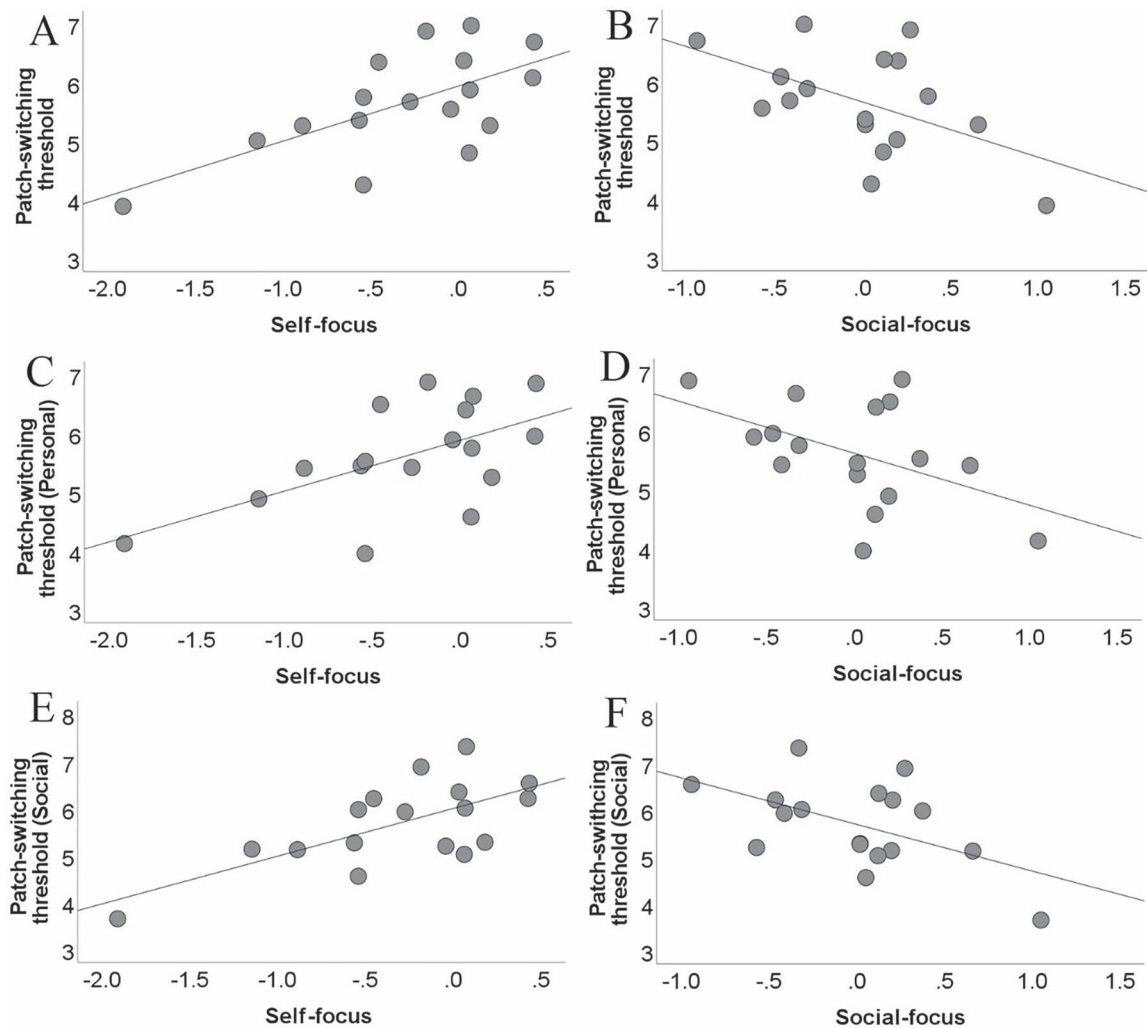 A
Patch-switching
threshold
7
6
5
4
3
-2.0 -1.5 -1.0 -.5 .0 .5
Self-focus
B
Patch-switching
threshold
7
6
5
4
3
-1.0 -.5 .0 .5 1.0 1.5
Social-focus
C
Patch-switching
threshold (Personal)
7
6
5
4
3
-2.0 -1.5 -1.0 -.5 .0 .5
Self-focus
D
Patch-switching
threshold (Personal)
7
6
5
4
3
-1.0 -.5 .0 .5 1.0 1.5
Social-focus
E
Patch-switching
threshold (Social)
8
7
6
5
4
3
-2.0 -1.5 -1.0 -.5 .0 .5
Self-focus
F
Patch-swithcing
threshold (Social)
8
7
6
5
4
3
-1.0 -.5 .0 .5 1.0 1.5
Social-focus